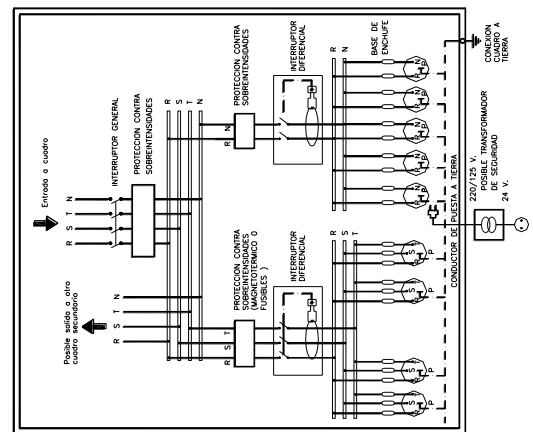 Entrada a cuadro
R S T N
INTERRUPTOR GENERAL
PROTECCION CONTRA
SOBREINTENSIDADES
Posible salida a otro
cuadro secundario
R S T N
R
S
T
N
PROTECCION CONTRA
SOBREINTENSIDADES
R N
INTERRUPTOR
DIFERENCIAL
R
N
BASE DE
ENCHUFE
R N P
R N P
R N P
R N P
R N P
PROTECCION CONTRA
SOBREINTENSIDADES
(MAGNETOTERMICO O
FUSIBLES )
R S T
INTERRUPTOR
DIFERENCIAL
R
S
T
R S T P
R S T P
R S T P
R S T P
CONDUCTOR DE PUESTA A TIERRA
CONEXION
CUADRO A
TIERRA
220/125 V.
POSIBLE TRANSFORMADOR
DE SEGURIDAD
24 V.